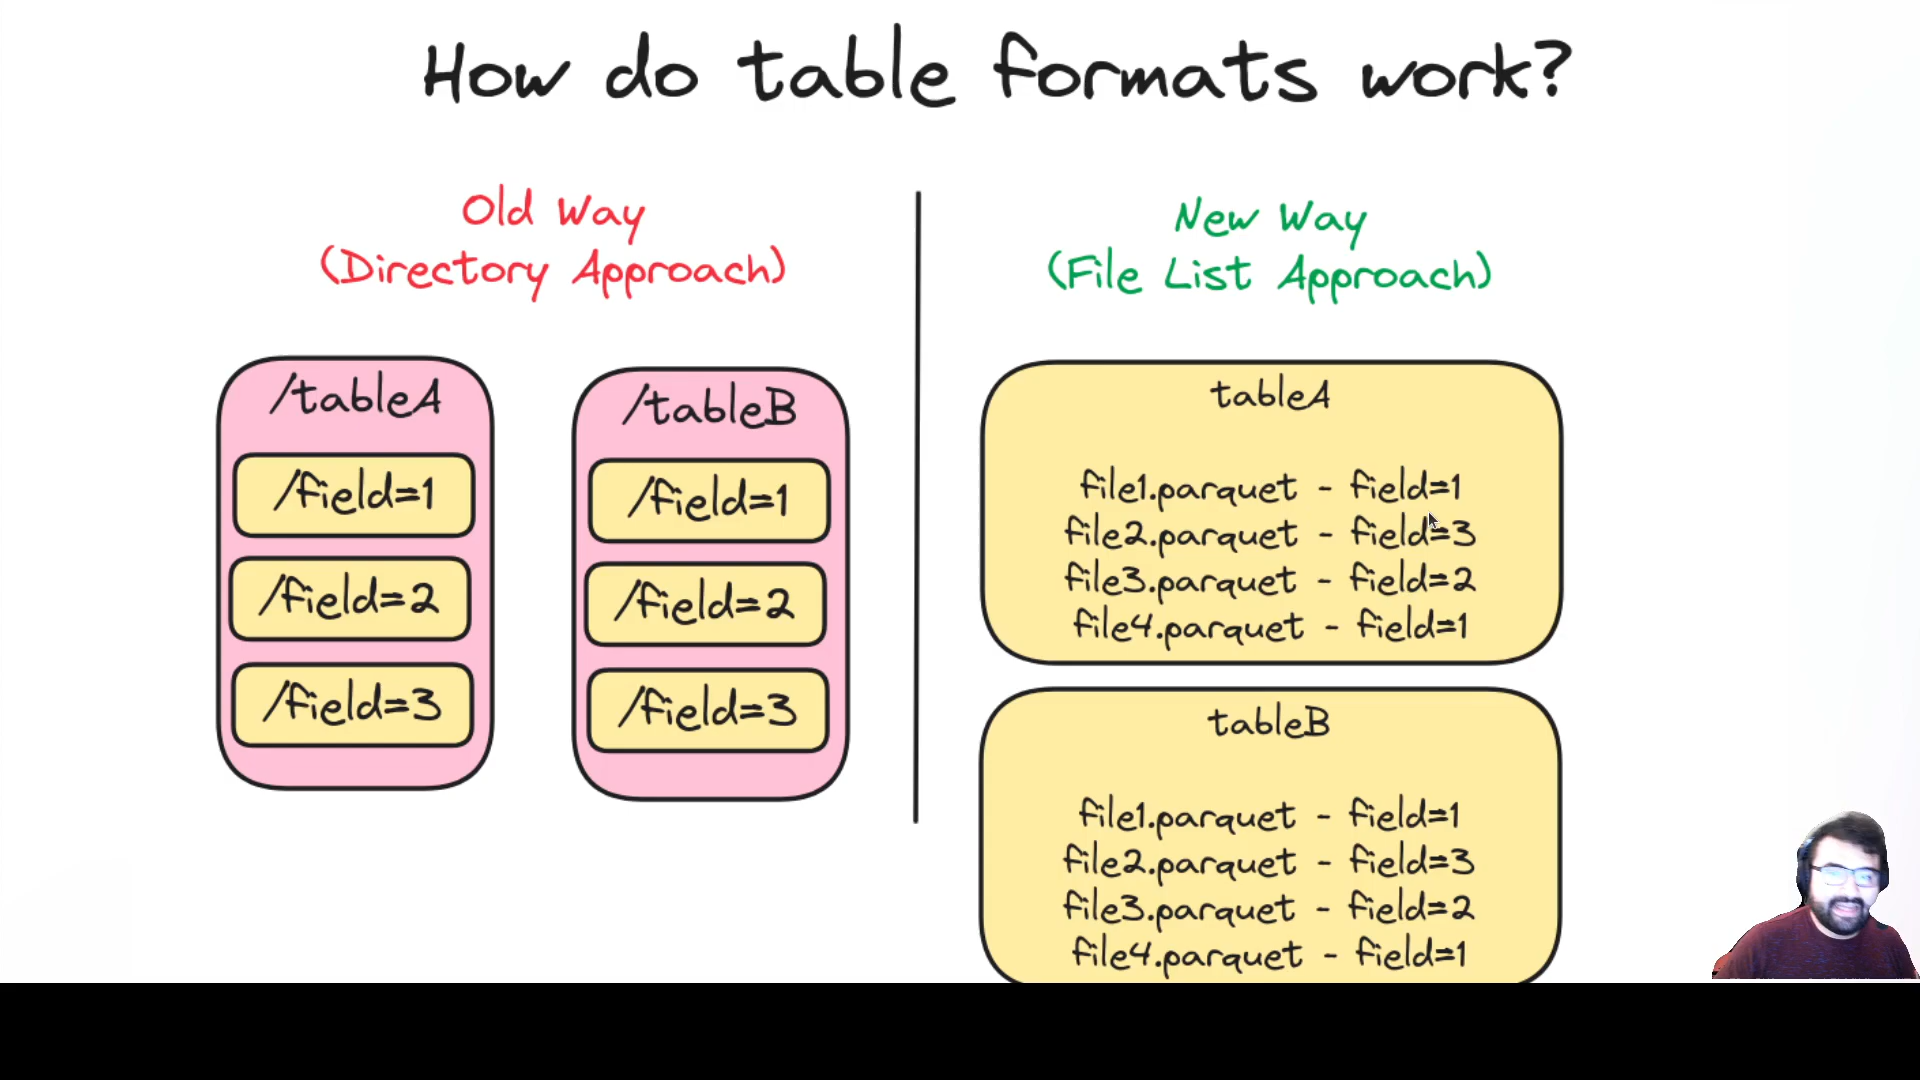 How do table formats work?
Old Way
(Directory Approach)
/tableA
/field=1
/field=2
/field=3
/tableB
/field=1
/field=2
/field=3
New Way
(File List Approach)
tableA
file1.parquet - field=1
file2.parquet - field=3
file3.parquet - field=2
file4.parquet - field=1
tableB
file1.parquet - field=1
file2.parquet - field=3
file3.parquet - field=2
file4.parquet - field=1